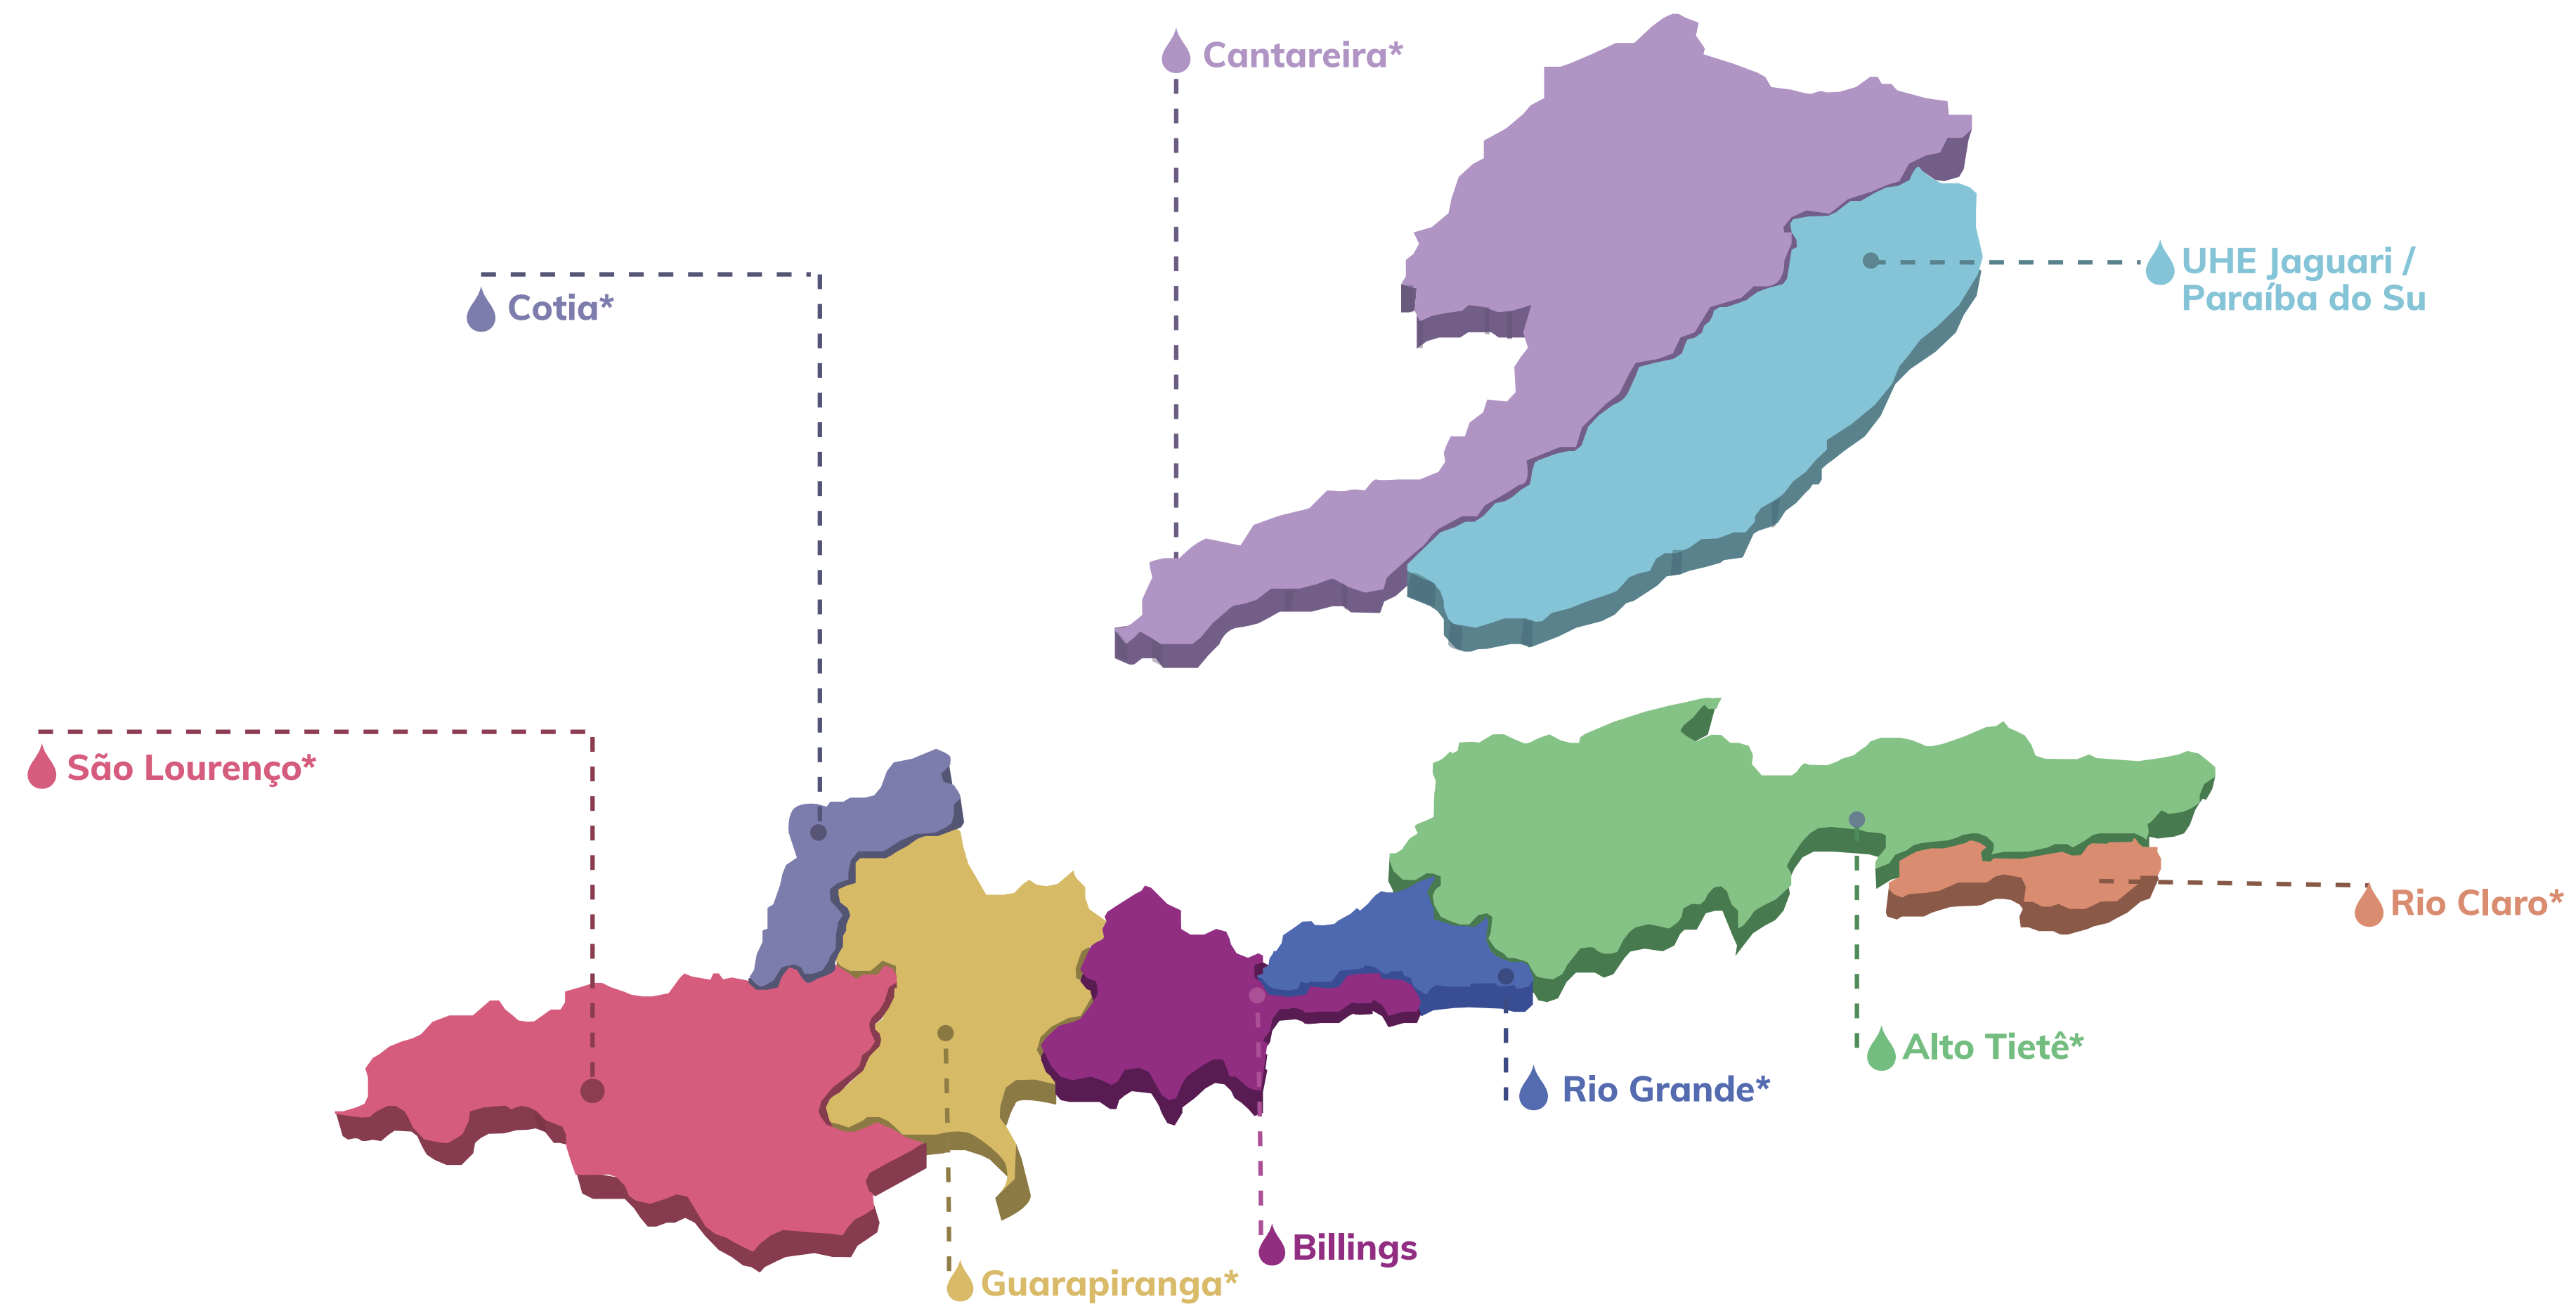 Cantareira*
UHE Jaguari /
Paraíba do Su
Cotia*
São Lourenço*
Rio Claro*
Alto Tietê*
Rio Grande*
Billings
Guarapiranga*